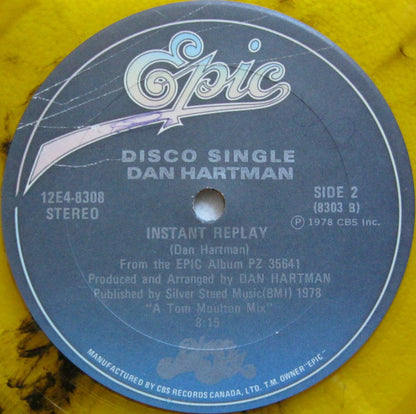 Epic
DISCO SINGLE
DAN HARTMAN
12E4-8308
STEREO
SIDE 2
(8303 B)
℗ 1978 CBS Inc.
INSTANT REPLAY
(Dan Hartman)
From the EPIC Album PZ 35641
Produced and Arranged by DAN HARTMAN
Published by Silver Steed Music(BMI) 1978
"A Tom Moulton Mix"
8:15
MANUFACTURED BY CBS RECORDS CANADA, LTD. T.M. OWNER "EPIC"